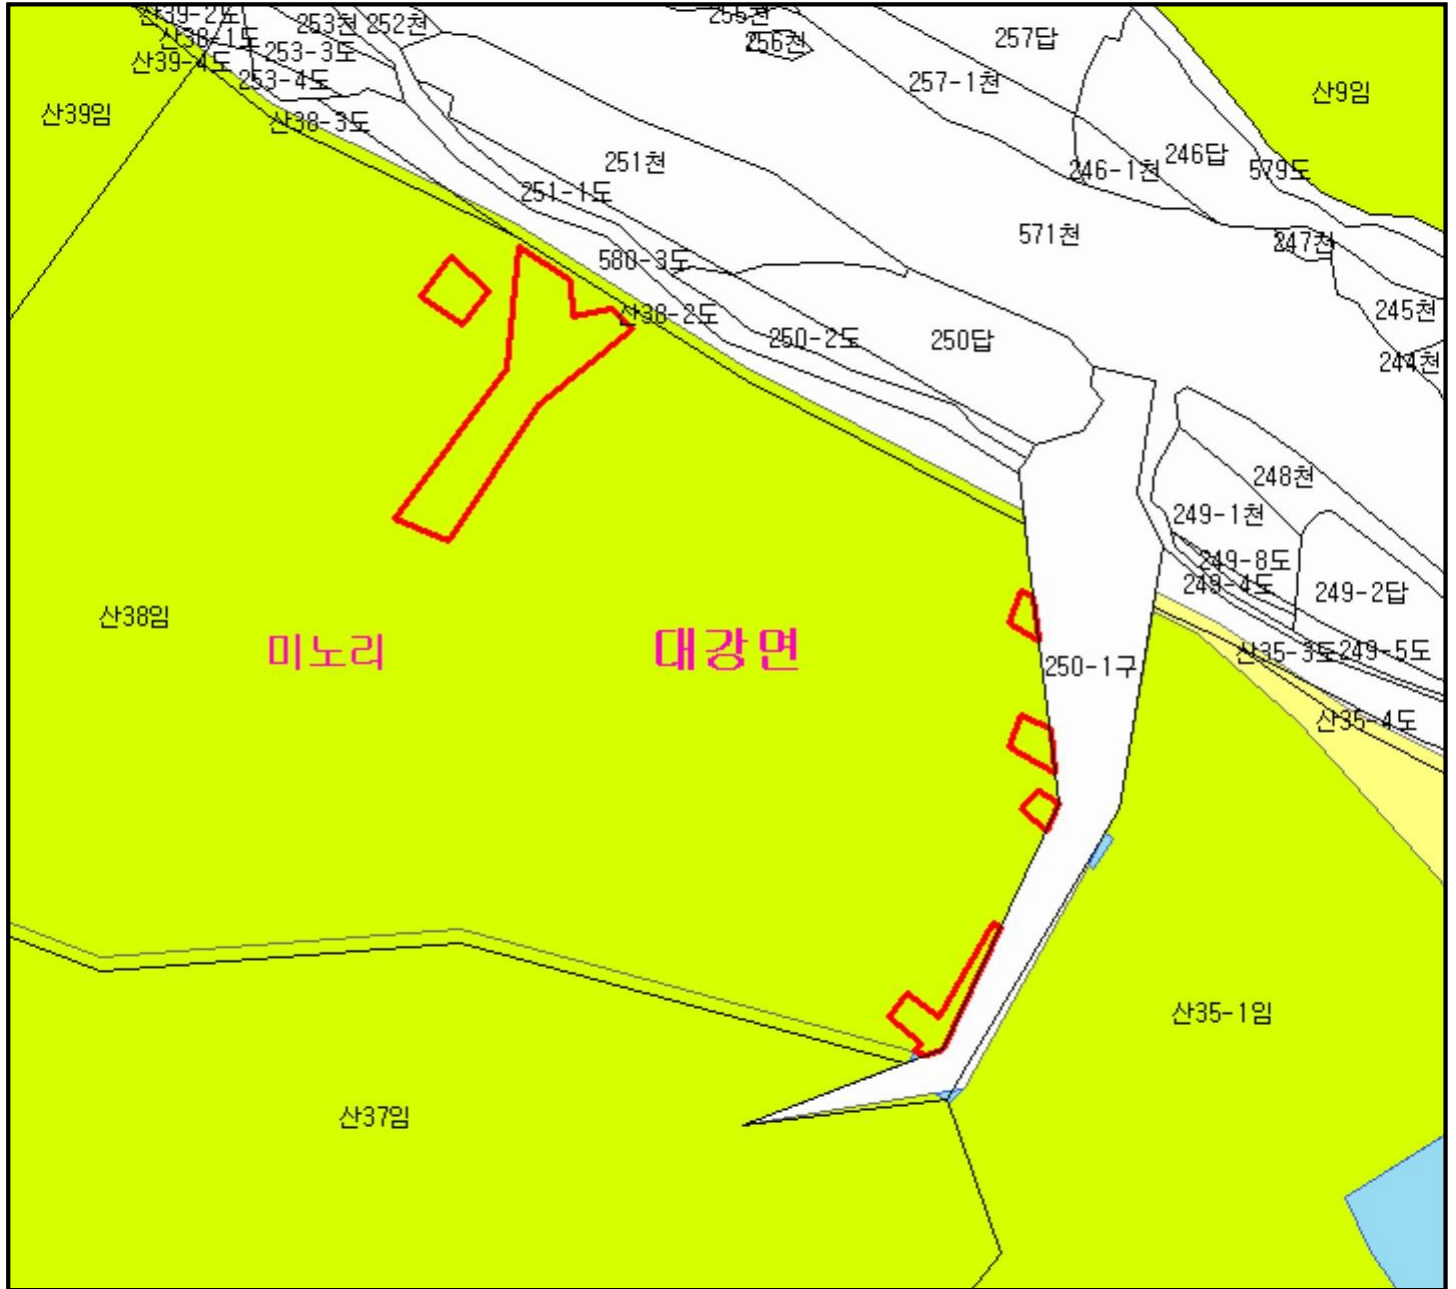 산39-2도
253천
252천
255천
산38-1도
256천
257답
253-3도
산39-4도
253-4도
257-1천
산9임
산39임
산38-3도
251천
246답
246-1천
579도
251-1도
571천
247천
580-3도
245천
산38-2도
250-2도
250답
244천
248천
249-1천
249-8도
249-4도
249-2답
산38임
미노리
대강면
250-1구
산35-3도
249-5도
산35-4도
산35-1임
산37임